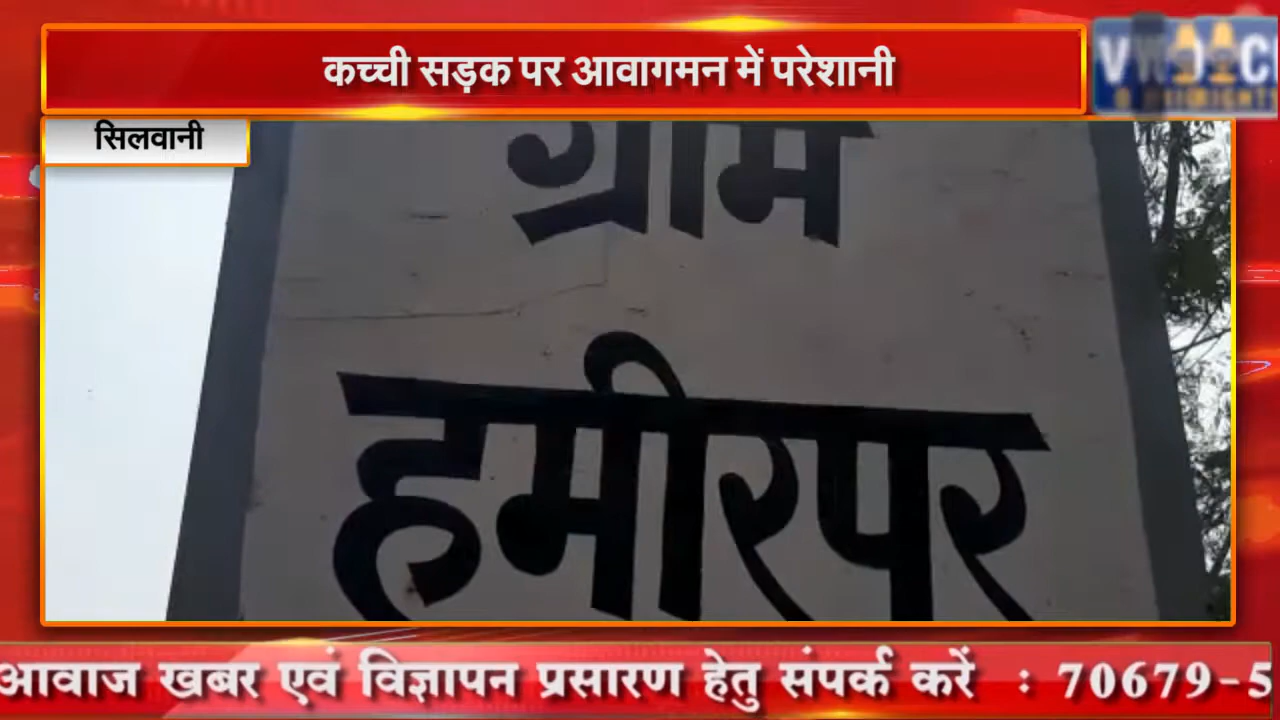 कच्ची सड़क पर आवागमन में परेशानी
सिलवानी
ग्राम
हमीरपर
आवाज खबर एवं विज्ञापन प्रसारण हेतु संपर्क करें : 70679-5